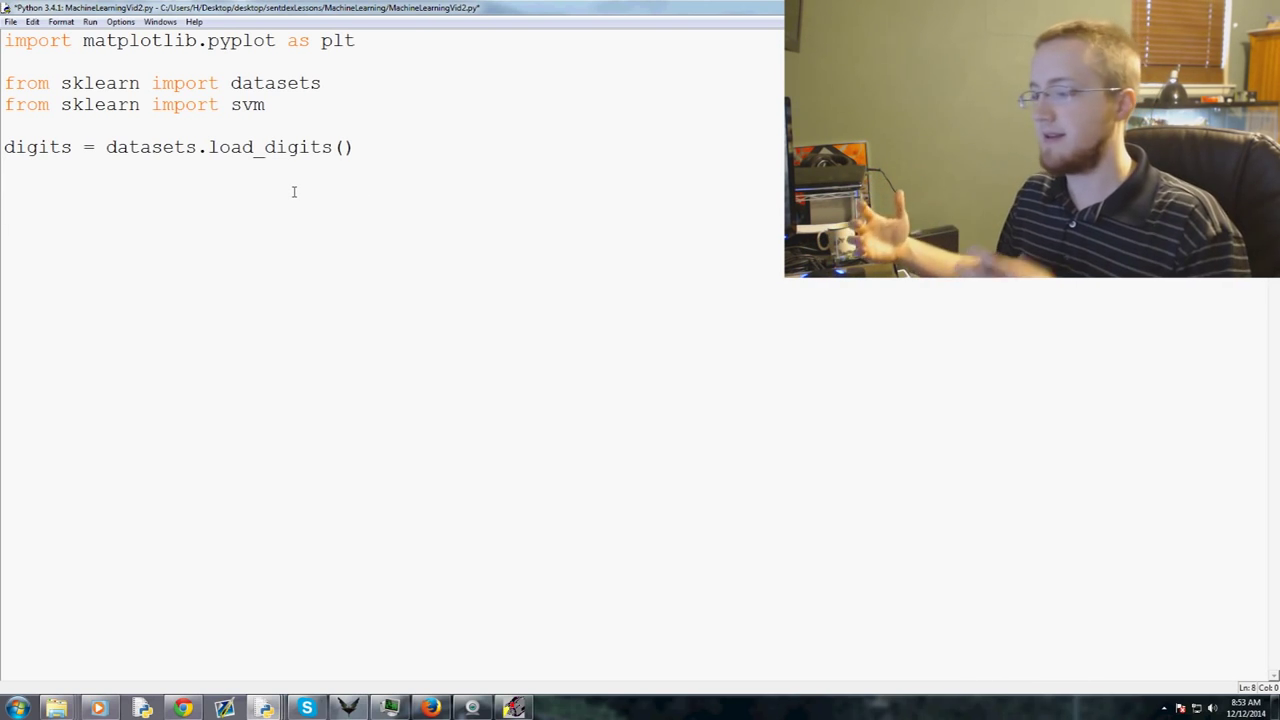 *Python 3.4.1: MachineLearningVid2.py - C:/Users/H/Desktop/desktop/sentdexLessons/MachineLearning/MachineLearningVid2.py*
File Edit Format Run Options Windows Help
import matplotlib.pyplot as plt
from sklearn import datasets
from sklearn import svm
digits = datasets.load_digits()
Ln: 8 Col: 0
8:53 AM
12/12/2014